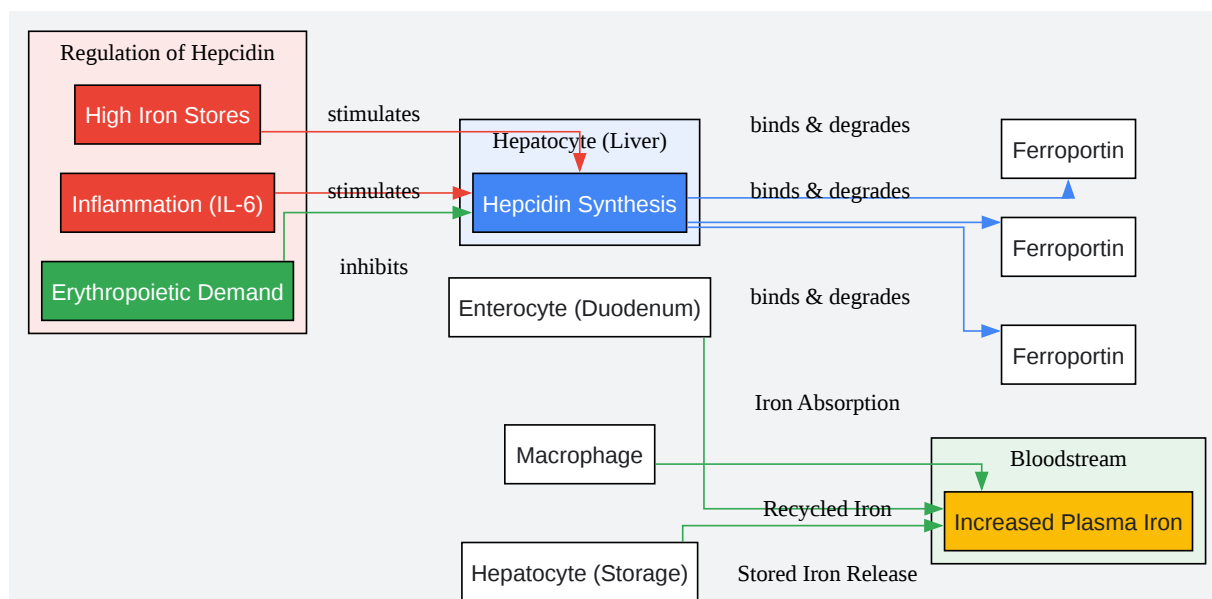 Regulation of Hepcidin
High Iron Stores
stimulates
binds & degrades
Hepatocyte (Liver)
Ferroportin
Inflammation (IL-6)
stimulates
Hepcidin Synthesis
binds & degrades
Ferroportin
inhibits
Erythropoietic Demand
Enterocyte (Duodenum)
binds & degrades
Ferroportin
Iron Absorption
Macrophage
Bloodstream
Recycled Iron
Increased Plasma Iron
Hepatocyte (Storage)
Stored Iron Release